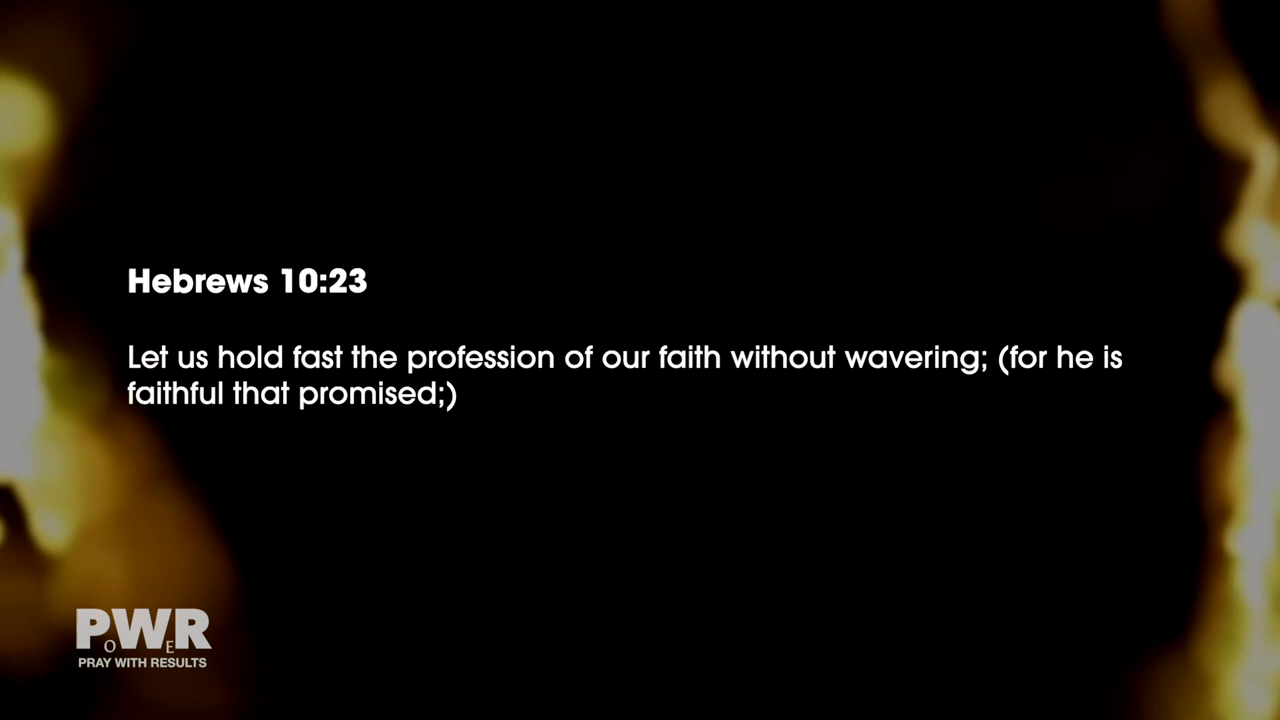 Hebrews 10:23
Let us hold fast the profession of our faith without wavering; (for he is
faithful that promised;)
POWER
PRAY WITH RESULTS